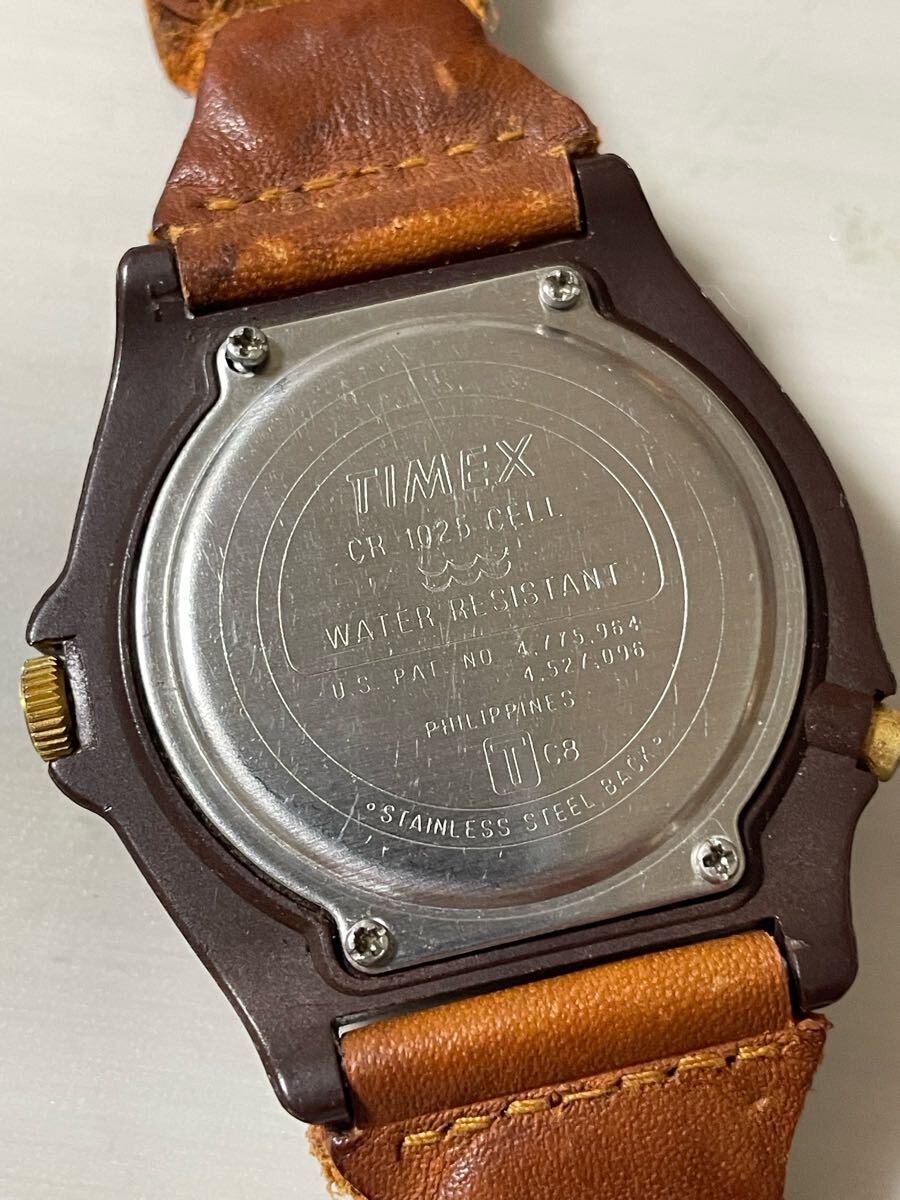 TIMEX
CR 1025 CELL
WATER RESISTANT
U.S. PAT. NO 4,775,964
4,527,096
PHILIPPINES
T C8
°STAINLESS STEEL BACK°